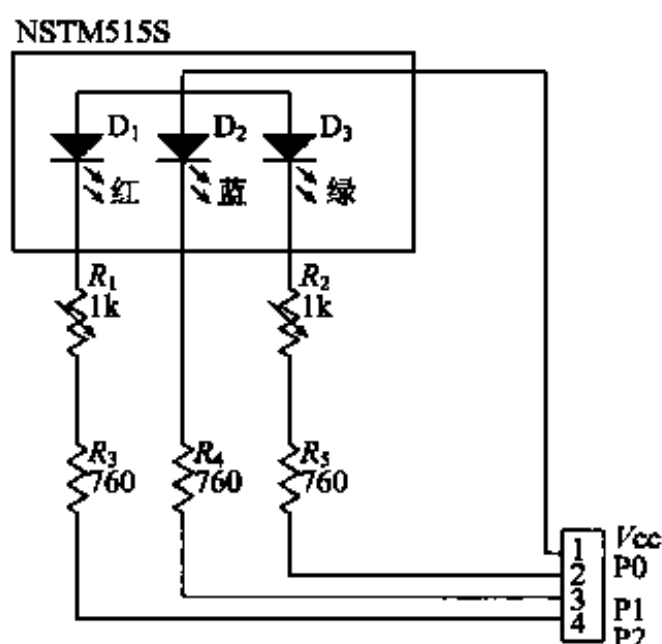 NSTM515S
D₁ D₂ D₃
红 蓝 绿
R₁ R₂
1k 1k
R₃ R₄ R₅
760 760 760
1 Vcc
2 P0
3 P1
4 P2